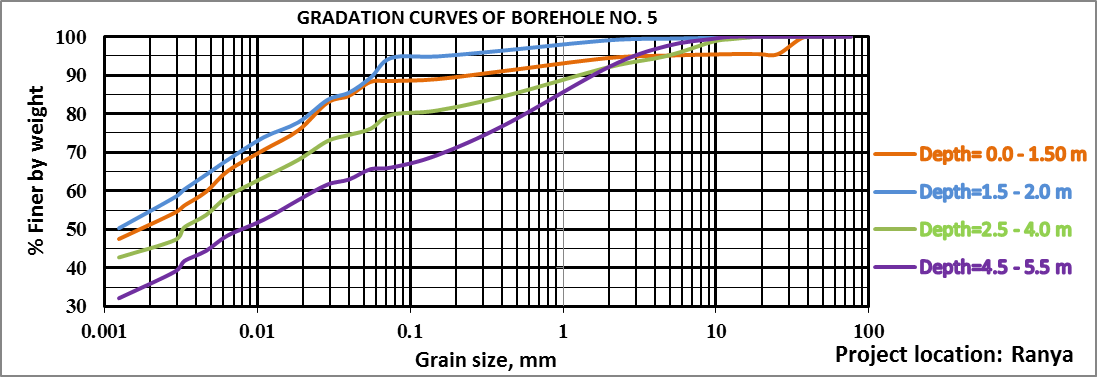 GRADATION CURVES OF BOREHOLE NO. 5
100
90
80
70
60
50
40
30
% Finer by weight
0.001 0.01 0.1 1 10 100
Grain size, mm
Depth= 0.0 - 1.50 m
Depth=1.5 - 2.0 m
Depth=2.5 - 4.0 m
Depth=4.5 - 5.5 m
Project location: Ranya